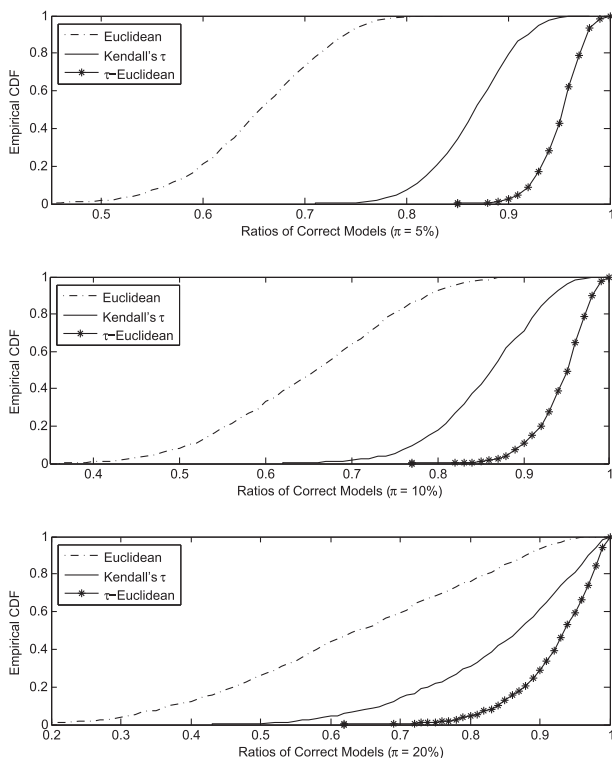 1
0.8
0.6
0.4
0.2
0
Empirical CDF
Euclidean
Kendall's τ
τ−Euclidean
0.5 0.6 0.7 0.8 0.9 1
Ratios of Correct Models (π = 5%)
1
0.8
0.6
0.4
0.2
0
Empirical CDF
Euclidean
Kendall's τ
τ−Euclidean
0.4 0.5 0.6 0.7 0.8 0.9 1
Ratios of Correct Models (π = 10%)
1
0.8
0.6
0.4
0.2
0
Empirical CDF
Euclidean
Kendall's τ
τ−Euclidean
0.2 0.3 0.4 0.5 0.6 0.7 0.8 0.9 1
Ratios of Correct Models (π = 20%)